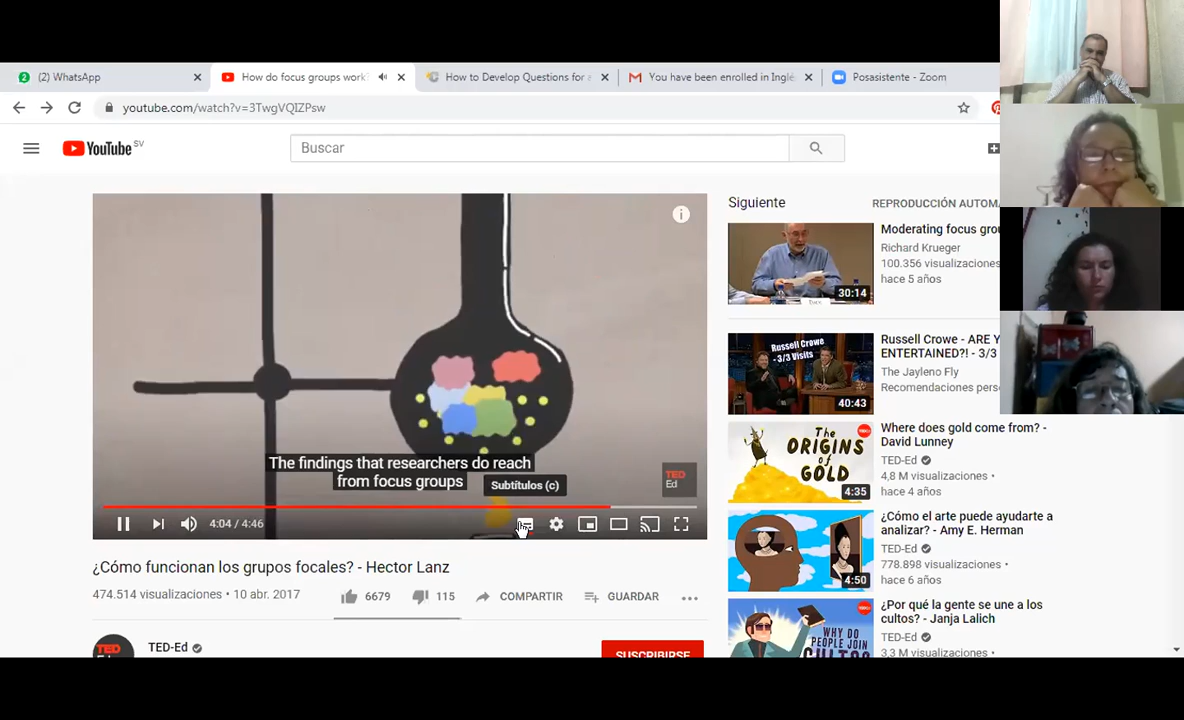 2 (2) WhatsApp
How do focus groups work?
How to Develop Questions for a
You have been enrolled in Inglé
Posasistente - Zoom
youtube.com/watch?v=3TwgVQIZPsw
YouTube SV
Buscar
The findings that researchers do reach
from focus groups
Subtítulos (c)
TED
Ed
4:04 / 4:46
¿Cómo funcionan los grupos focales? - Hector Lanz
474.514 visualizaciones • 10 abr. 2017
6679
115
COMPARTIR
GUARDAR
TED
Ed
TED-Ed
SUSCRIBIRSE
Siguiente
REPRODUCCIÓN AUTOMÁ
30:14
Moderating focus grou
Richard Krueger
100.356 visualizaciones
hace 5 años
Russell Crowe
- 3/3 Visits
40:43
Russell Crowe - ARE Y
ENTERTAINED?! - 3/3
The Jayleno Fly
Recomendaciones perso
The
ORIGINS
of
GOLD
4:35
Where does gold come from? -
David Lunney
TED-Ed
4,8 M visualizaciones •
hace 4 años
4:50
¿Cómo el arte puede ayudarte a
analizar? - Amy E. Herman
TED-Ed
778.898 visualizaciones •
hace 6 años
WHY DO
PEOPLE JOIN
CULTS
¿Por qué la gente se une a los
cultos? - Janja Lalich
TED-Ed
3,3 M visualizaciones •